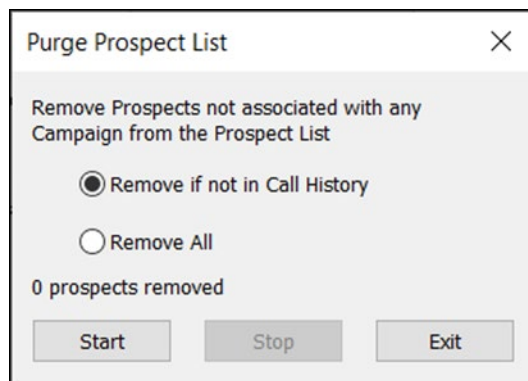 Purge Prospect List
Remove Prospects not associated with any
Campaign from the Prospect List
Remove if not in Call History
Remove All
0 prospects removed
Start Stop Exit